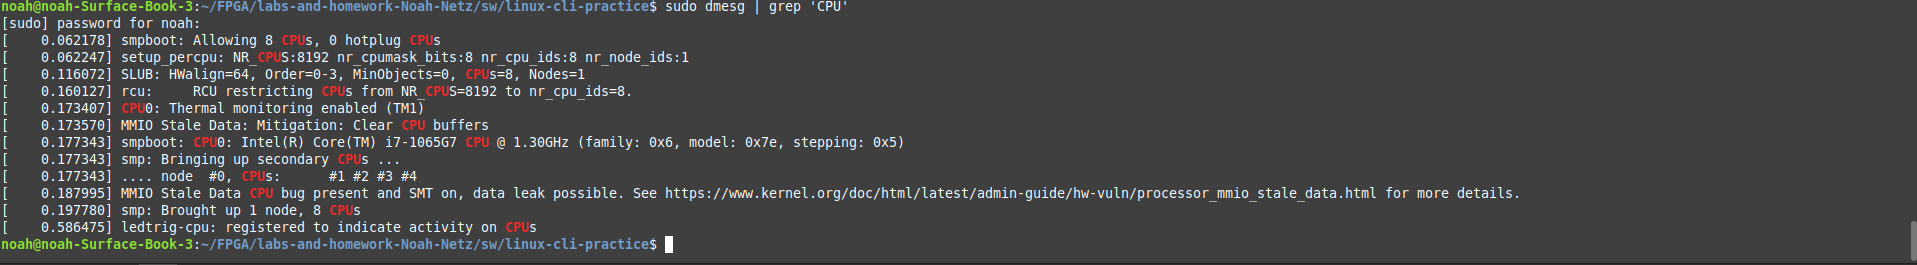 noah@noah-Surface-Book-3:~/FPGA/labs-and-homework-Noah-Netz/sw/linux-cli-practice$ sudo dmesg | grep 'CPU'
[sudo] password for noah:
[    0.062178] smpboot: Allowing 8 CPUs, 0 hotplug CPUs
[    0.062247] setup_percpu: NR_CPUS:8192 nr_cpumask_bits:8 nr_cpu_ids:8 nr_node_ids:1
[    0.116072] SLUB: HWalign=64, Order=0-3, MinObjects=0, CPUs=8, Nodes=1
[    0.160127] rcu:     RCU restricting CPUs from NR_CPUS=8192 to nr_cpu_ids=8.
[    0.173407] CPU0: Thermal monitoring enabled (TM1)
[    0.173570] MMIO Stale Data: Mitigation: Clear CPU buffers
[    0.177343] smpboot: CPU0: Intel(R) Core(TM) i7-1065G7 CPU @ 1.30GHz (family: 0x6, model: 0x7e, stepping: 0x5)
[    0.177343] smp: Bringing up secondary CPUs ...
[    0.177343] .... node  #0, CPUs:      #1 #2 #3 #4
[    0.187995] MMIO Stale Data CPU bug present and SMT on, data leak possible. See https://www.kernel.org/doc/html/latest/admin-guide/hw-vuln/processor_mmio_stale_data.html for more details.
[    0.197780] smp: Brought up 1 node, 8 CPUs
[    0.586475] ledtrig-cpu: registered to indicate activity on CPUs
noah@noah-Surface-Book-3:~/FPGA/labs-and-homework-Noah-Netz/sw/linux-cli-practice$